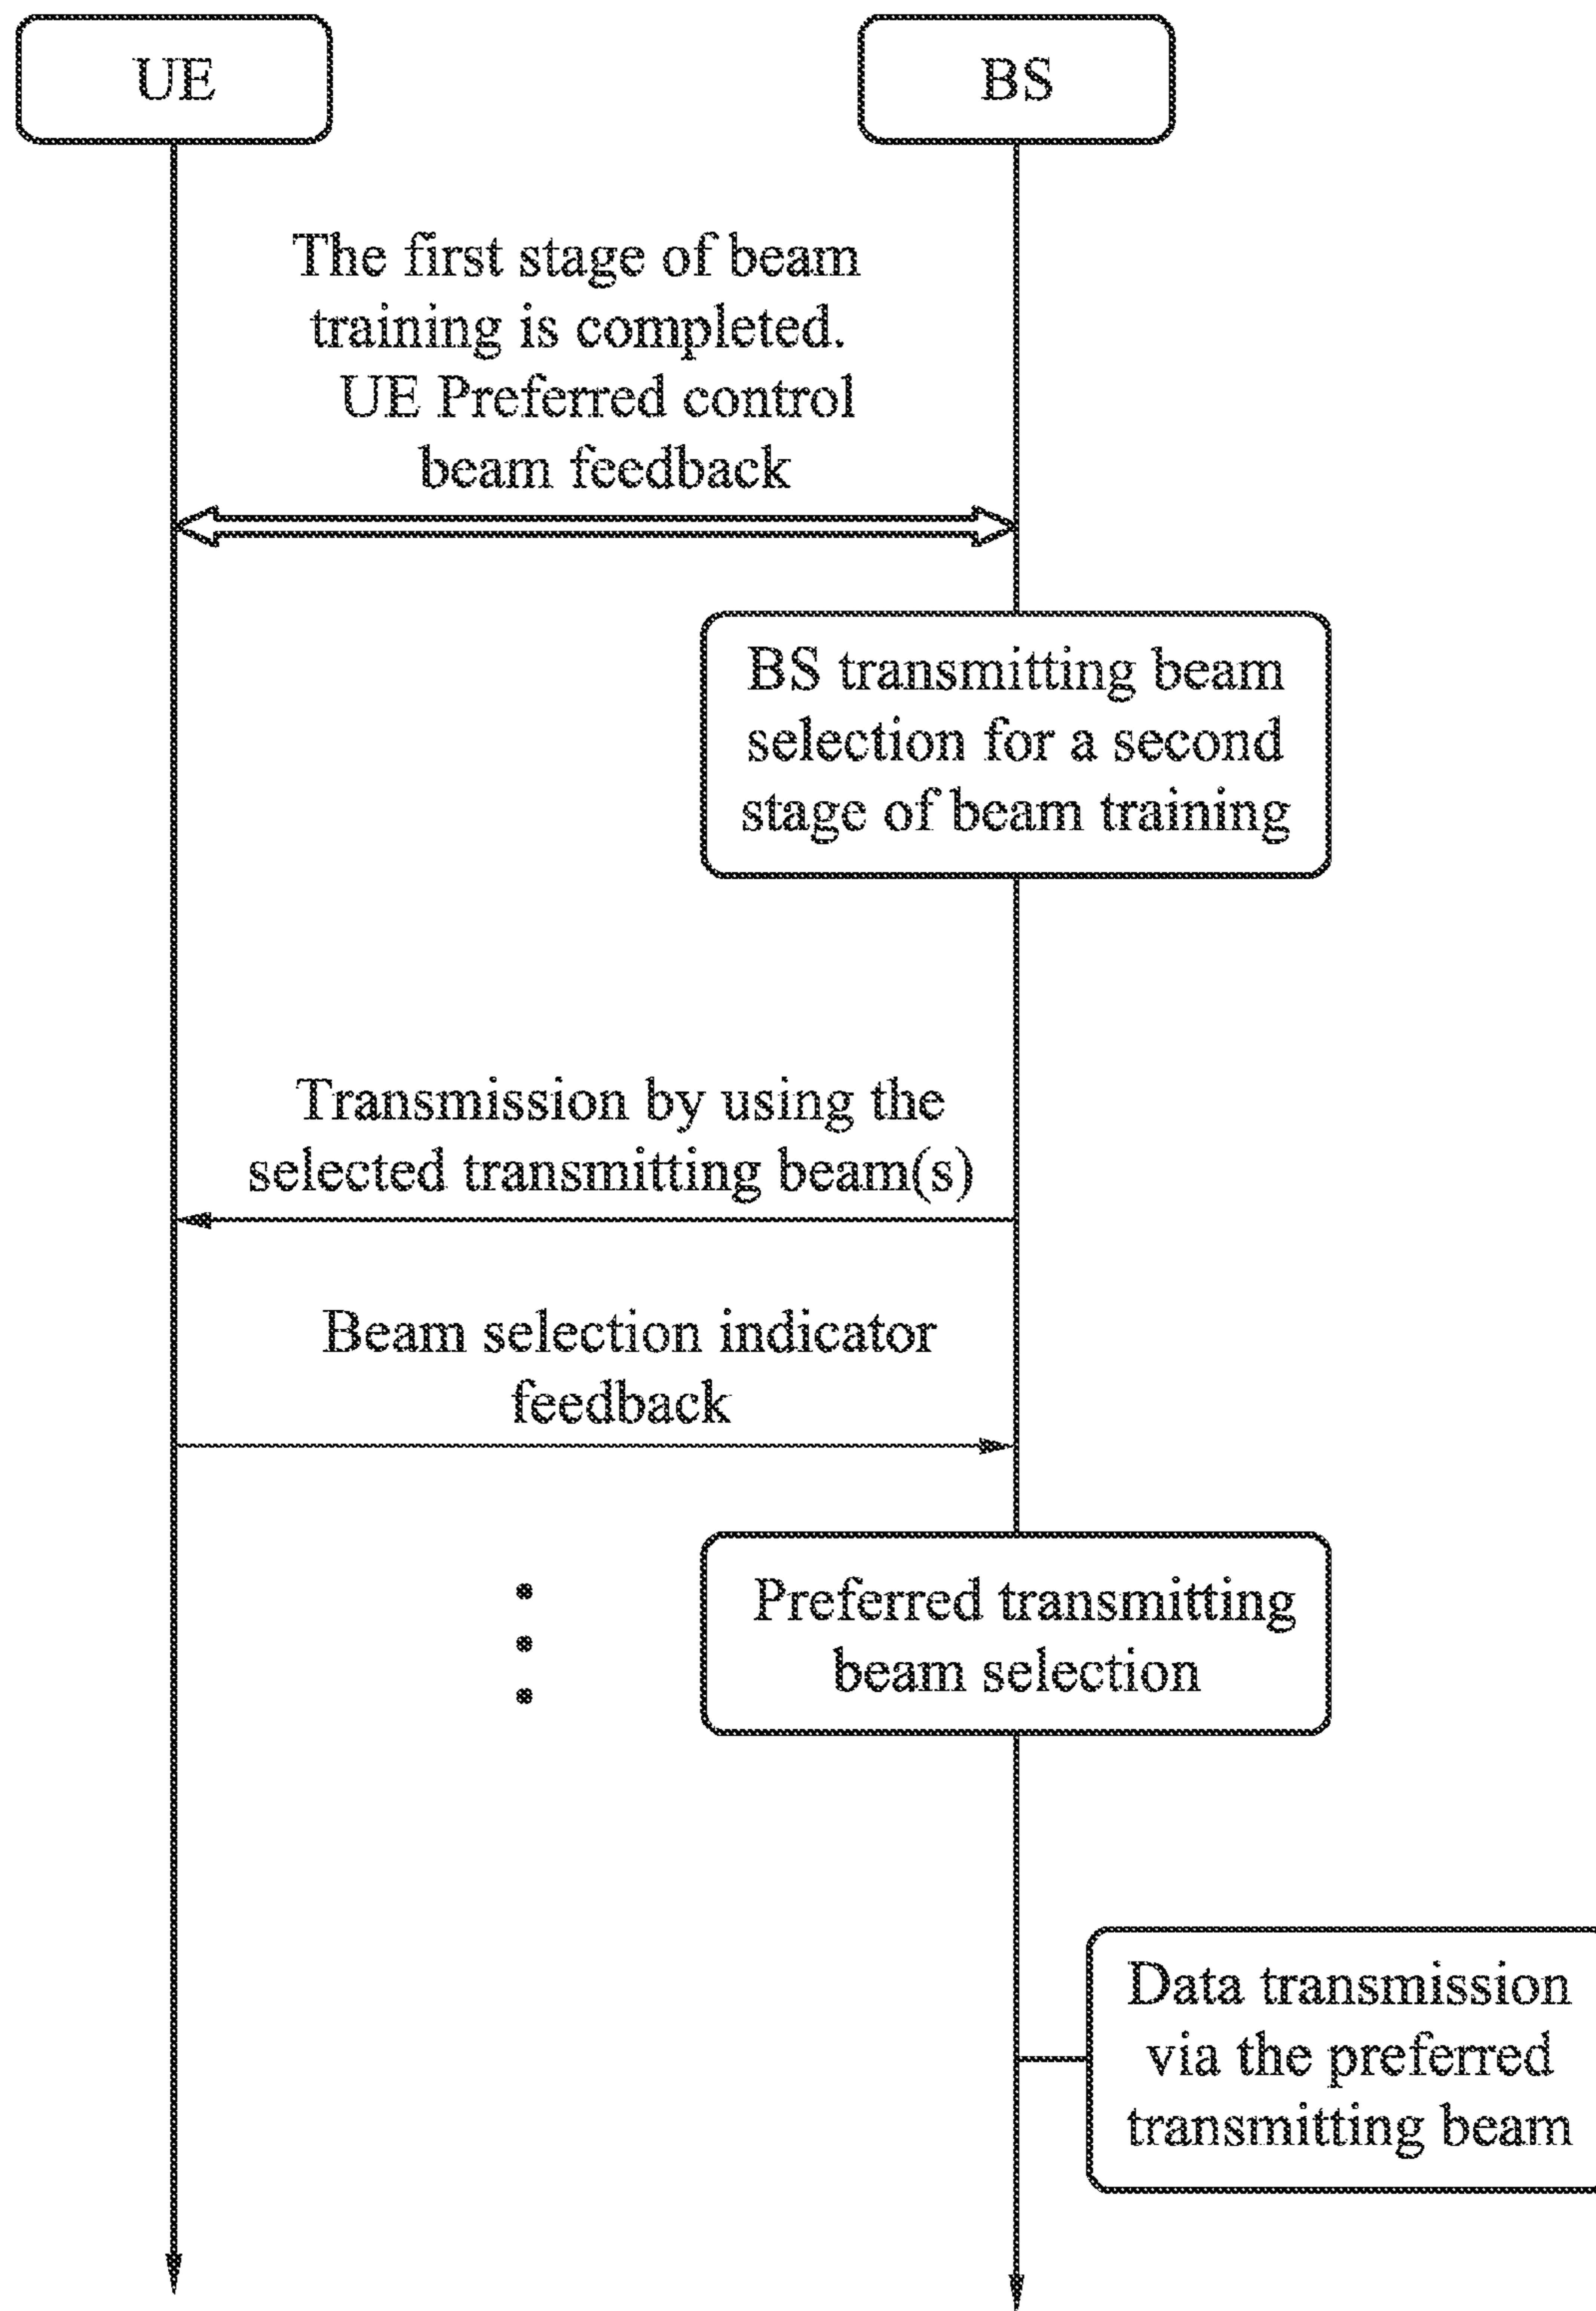 UE
BS
The first stage of beam
training is completed.
UE Preferred control
beam feedback
BS transmitting beam
selection for a second
stage of beam training
Transmission by using the
selected transmitting beam(s)
Beam selection indicator
feedback
Preferred transmitting
beam selection
Data transmission
via the preferred
transmitting beam